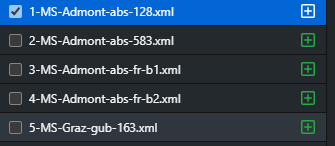 1-MS-Admont-abs-128.xml
2-MS-Admont-abs-583.xml
3-MS-Admont-abs-fr-b1.xml
4-MS-Admont-abs-fr-b2.xml
5-MS-Graz-gub-163.xml